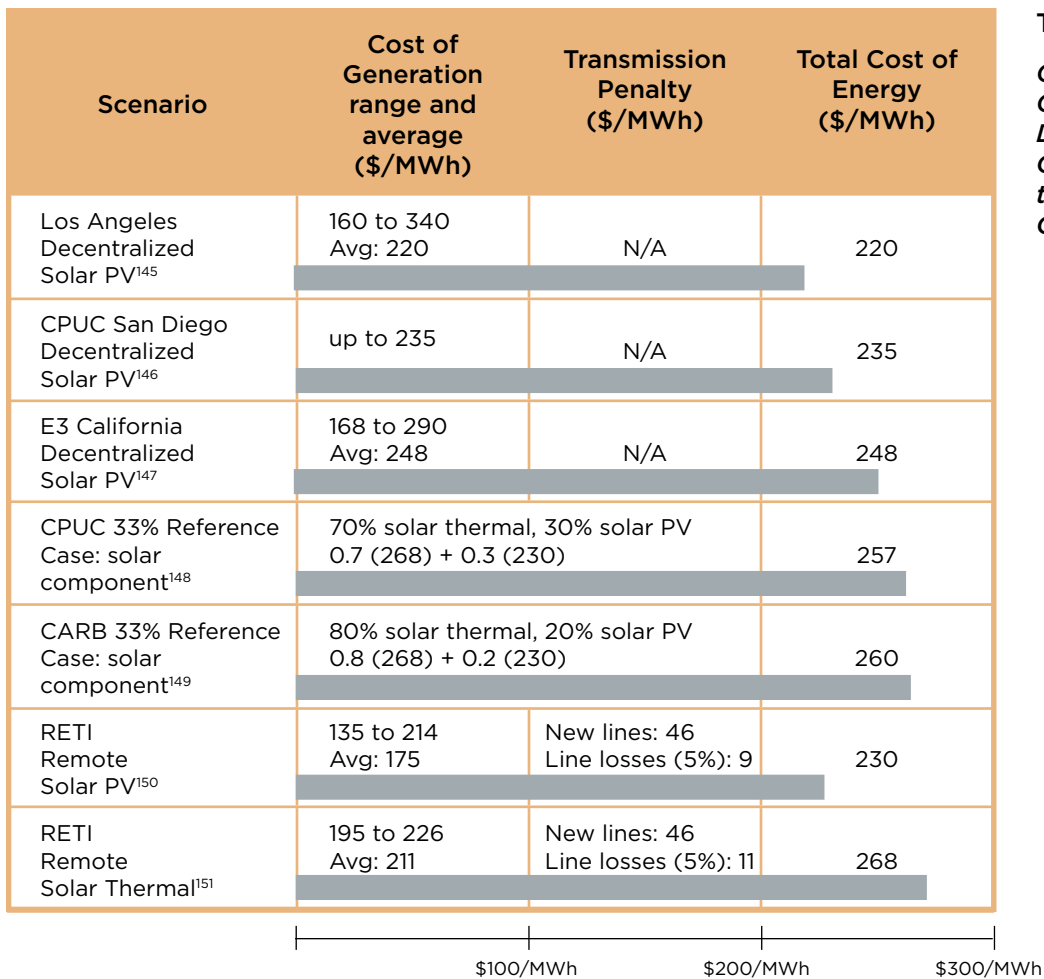 Scenario
Cost of
Generation
range and
average
($/MWh)
Transmission
Penalty
($/MWh)
Total Cost of
Energy
($/MWh)
Los Angeles
Decentralized
Solar PV145
160 to 340
Avg: 220
N/A
220
CPUC San Diego
Decentralized
Solar PV146
up to 235
N/A
235
E3 California
Decentralized
Solar PV147
168 to 290
Avg: 248
N/A
248
CPUC 33% Reference
Case: solar
component148
70% solar thermal, 30% solar PV
0.7 (268) + 0.3 (230)
257
CARB 33% Reference
Case: solar
component149
80% solar thermal, 20% solar PV
0.8 (268) + 0.2 (230)
260
RETI
Remote
Solar PV150
135 to 214
Avg: 175
New lines: 46
Line losses (5%): 9
230
RETI
Remote
Solar Thermal151
195 to 226
Avg: 211
New lines: 46
Line losses (5%): 11
268
$100/MWh
$200/MWh
$300/MWh